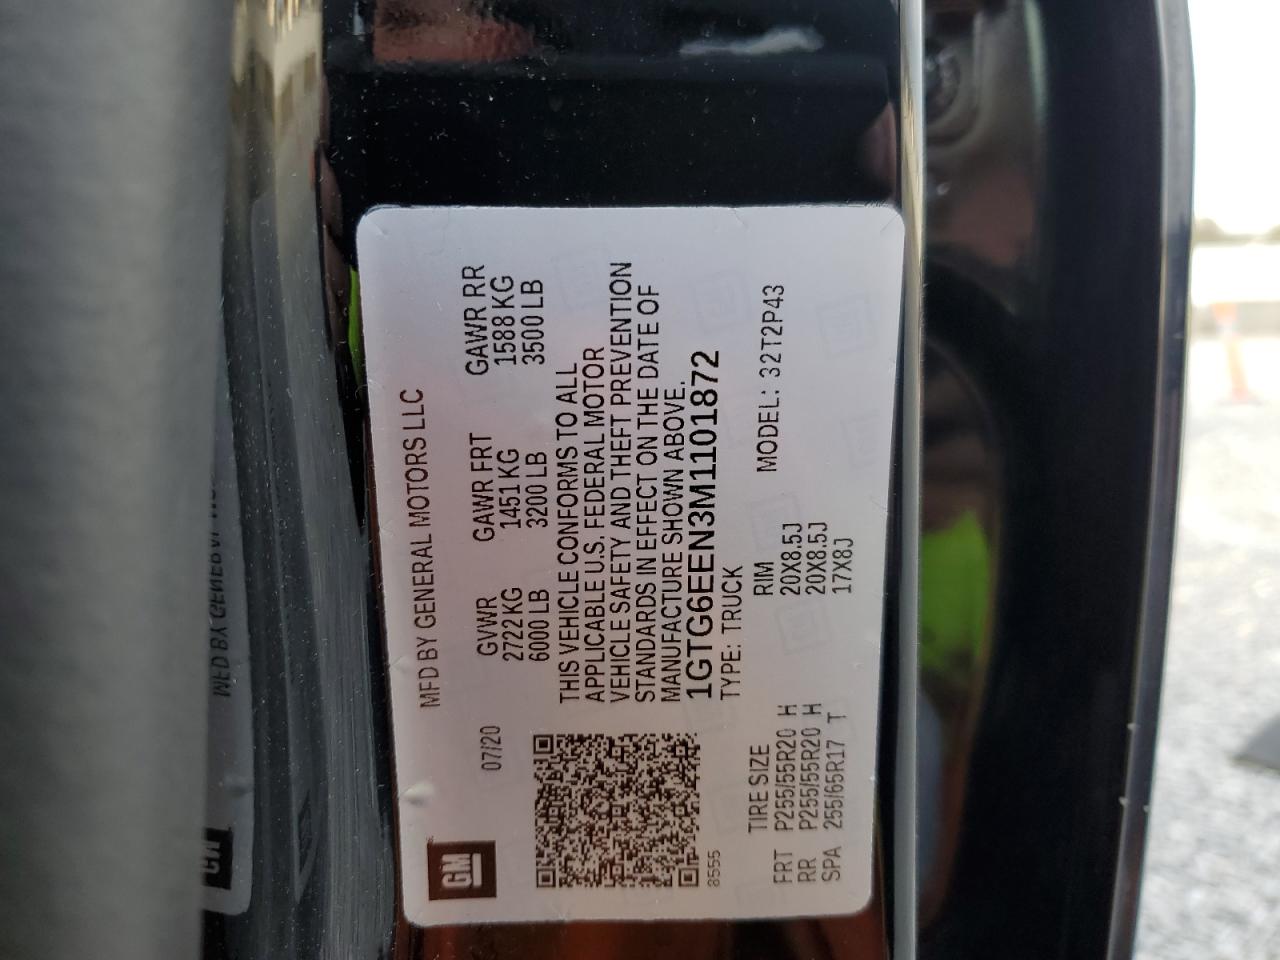 GM
MFD BY GENERAL MOTORS LLC
07/20
GVWR GAWR FRT GAWR RR
2722KG 1451 KG 1588 KG
6000 LB 3200 LB 3500 LB
THIS VEHICLE CONFORMS TO ALL
APPLICABLE U.S. FEDERAL MOTOR
VEHICLE SAFETY AND THEFT PREVENTION
STANDARDS IN EFFECT ON THE DATE OF
MANUFACTURE SHOWN ABOVE.
1GTG6EEN3M1101872
8555
TYPE: TRUCK
TIRE SIZE RIM MODEL: 32T2P43
FRT P255/55R20 H 20X8.5J
RR P255/55R20 H 20X8.5J
SPA 255/65R17 T 17X8J